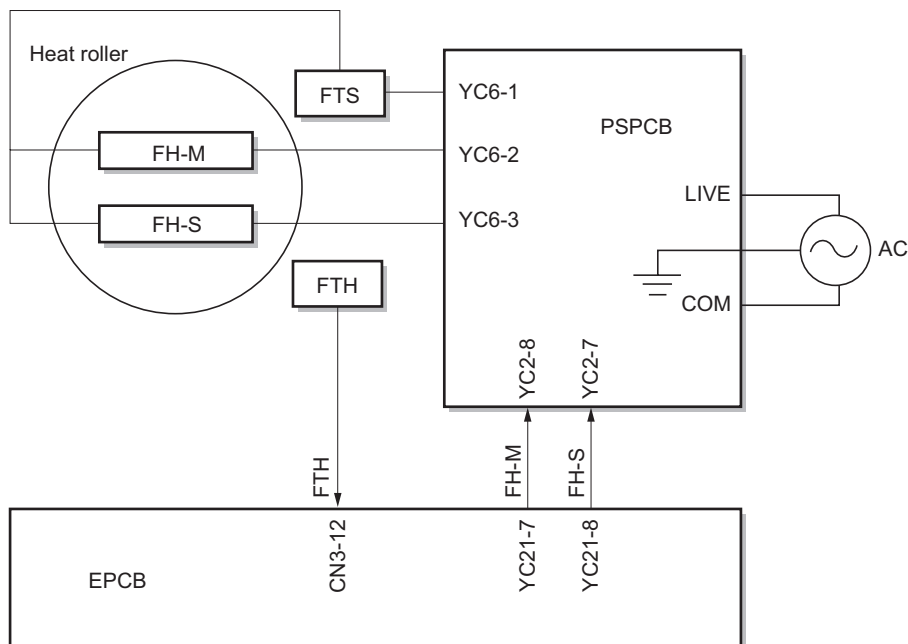 Heat roller
FTS
YC6-1
PSPCB
FH-M
YC6-2
LIVE
FH-S
YC6-3
AC
FTH
COM
YC2-8
YC2-7
FTH
FH-M
FH-S
CN3-12
YC21-7
YC21-8
EPCB